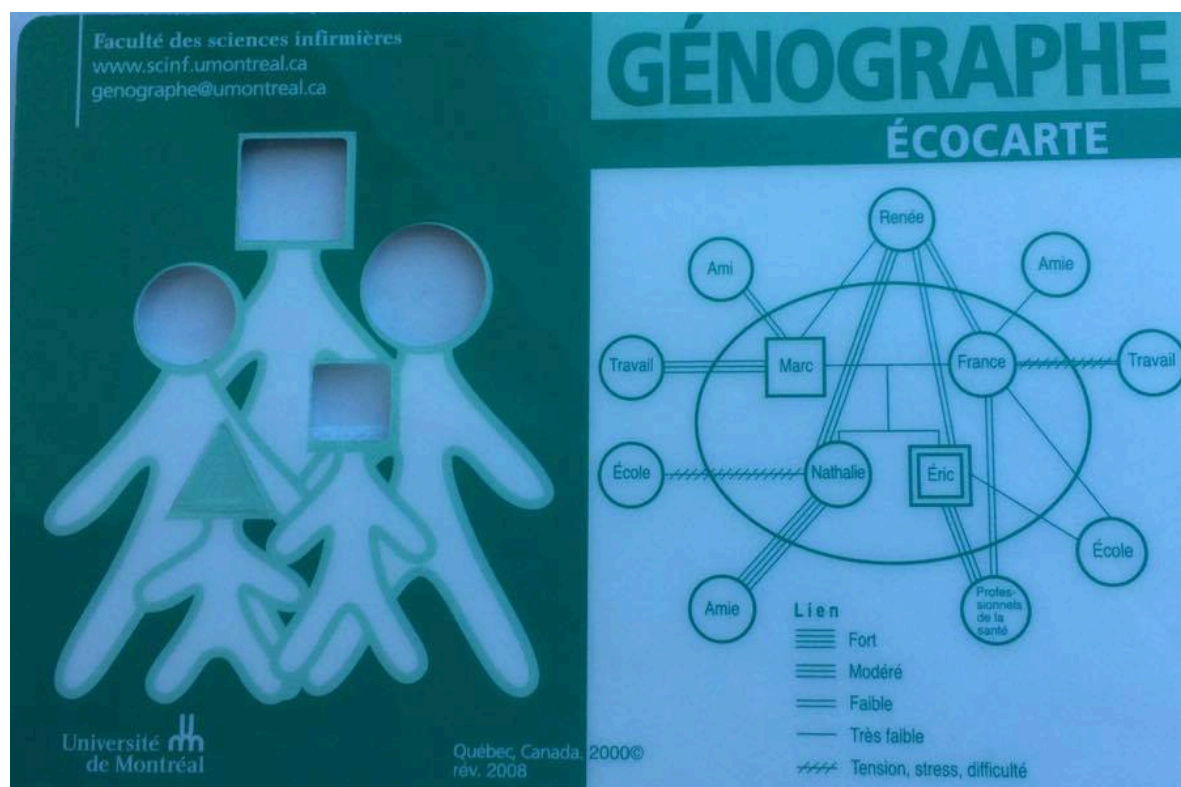 Faculté des sciences infirmières
www.scinf.umontreal.ca
genographe@umontreal.ca
Université
de Montréal
Québec, Canada. 2000©
rév. 2008
GÉNOGRAPHE
ÉCOCARTE
Renée
Ami
Amie
Travail
Marc
France
Travail
École
Nathalie
Éric
École
Amie
Profes-
sionnels
de la
santé
Lien
Fort
Modéré
Faible
Très faible
Tension, stress, difficulté